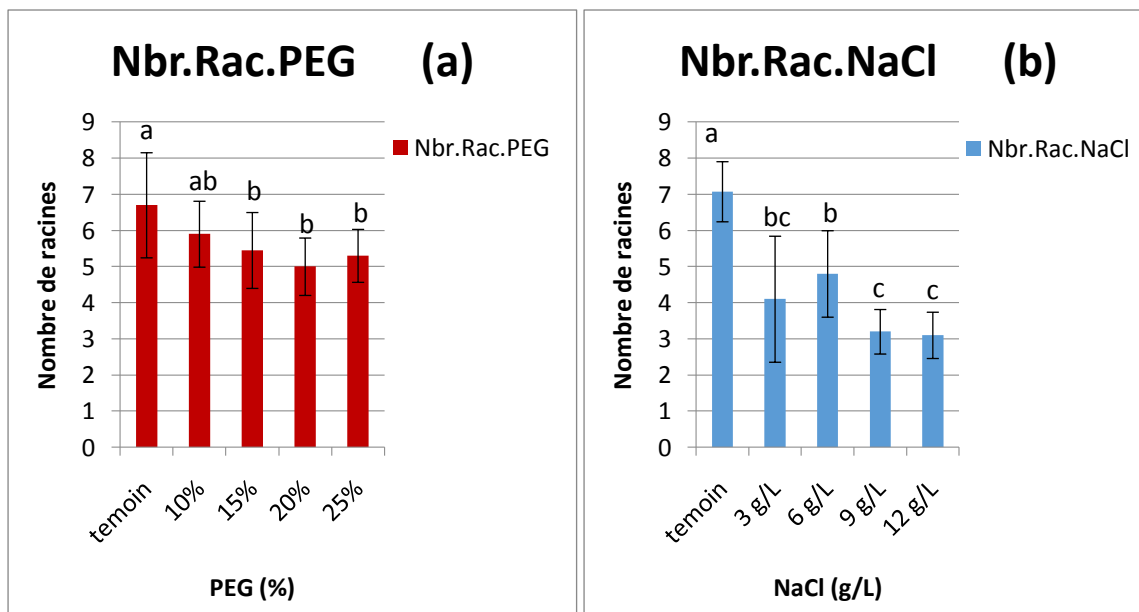 Nbr.Rac.PEG (a)
Nombre de racines
9
8
7
6
5
4
3
2
1
0
a
ab
b
b
b
Nbr.Rac.PEG
temoin
10%
15%
20%
25%
PEG (%)
Nbr.Rac.NaCl (b)
Nombre de racines
9
8
7
6
5
4
3
2
1
0
a
bc
b
c
c
Nbr.Rac.NaCl
temoin
3 g/L
6 g/L
9 g/L
12 g/L
NaCl (g/L)